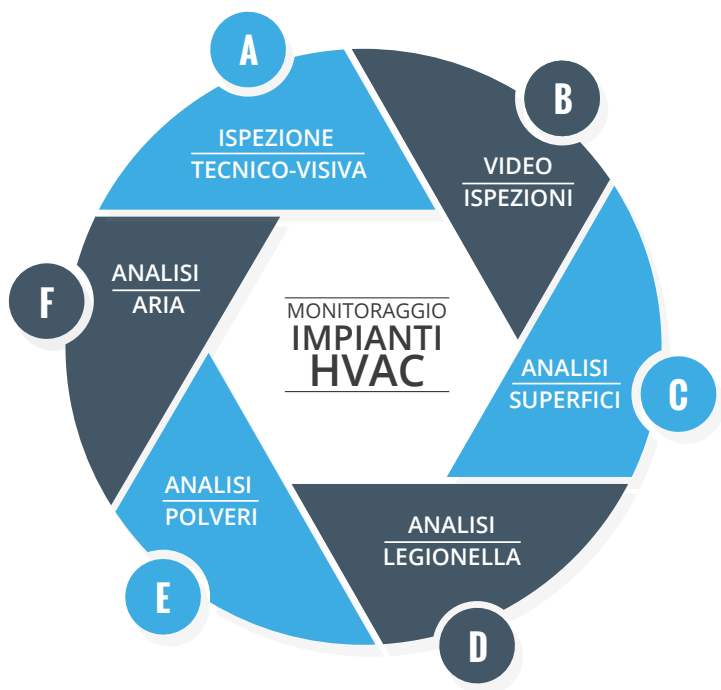 A
ISPEZIONE
TECNICO-VISIVA
B
VIDEO
ISPEZIONI
C
ANALISI
SUPERFICI
D
ANALISI
LEGIONELLA
E
ANALISI
POLVERI
F
ANALISI
ARIA
MONITORAGGIO
IMPIANTI
HVAC